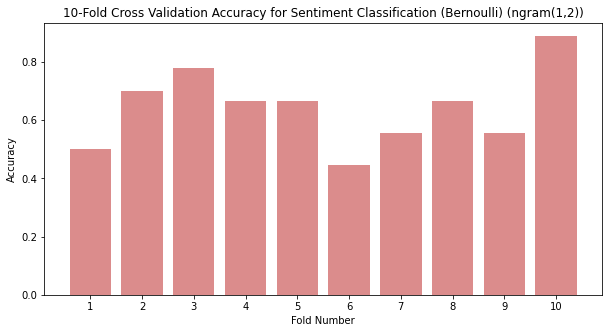 10-Fold Cross Validation Accuracy for Sentiment Classification (Bernoulli) (ngram(1,2))
Accuracy
0.8
0.6
0.4
0.2
0.0
1 2 3 4 5 6 7 8 9 10
Fold Number